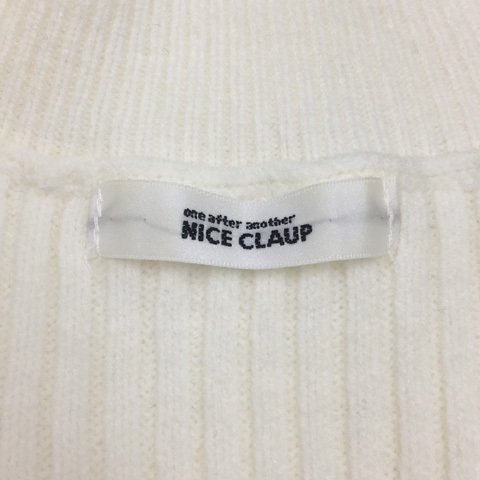 one after another
NICE CLAUP